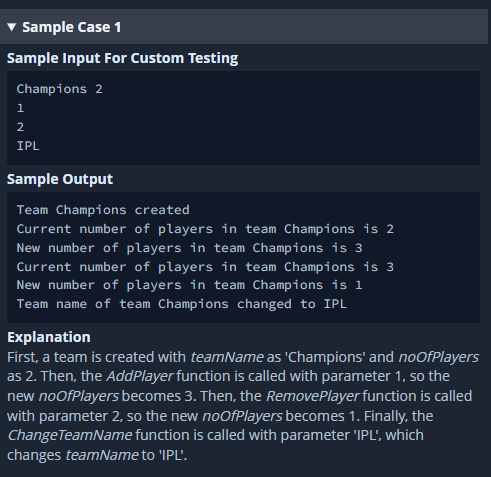 ▼ Sample Case 1
Sample Input For Custom Testing
Champions 2
1
2
IPL
Sample Output
Team Champions created
Current number of players in team Champions is 2
New number of players in team Champions is 3
Current number of players in team Champions is 3
New number of players in team Champions is 1
Team name of team Champions changed to IPL
Explanation
First, a team is created with teamName as 'Champions' and noOfPlayers
as 2. Then, the AddPlayer function is called with parameter 1, so the
new noOfPlayers becomes 3. Then, the RemovePlayer function is called
with parameter 2, so the new noOfPlayers becomes 1. Finally, the
ChangeTeamName function is called with parameter 'IPL', which
changes teamName to 'IPL'.